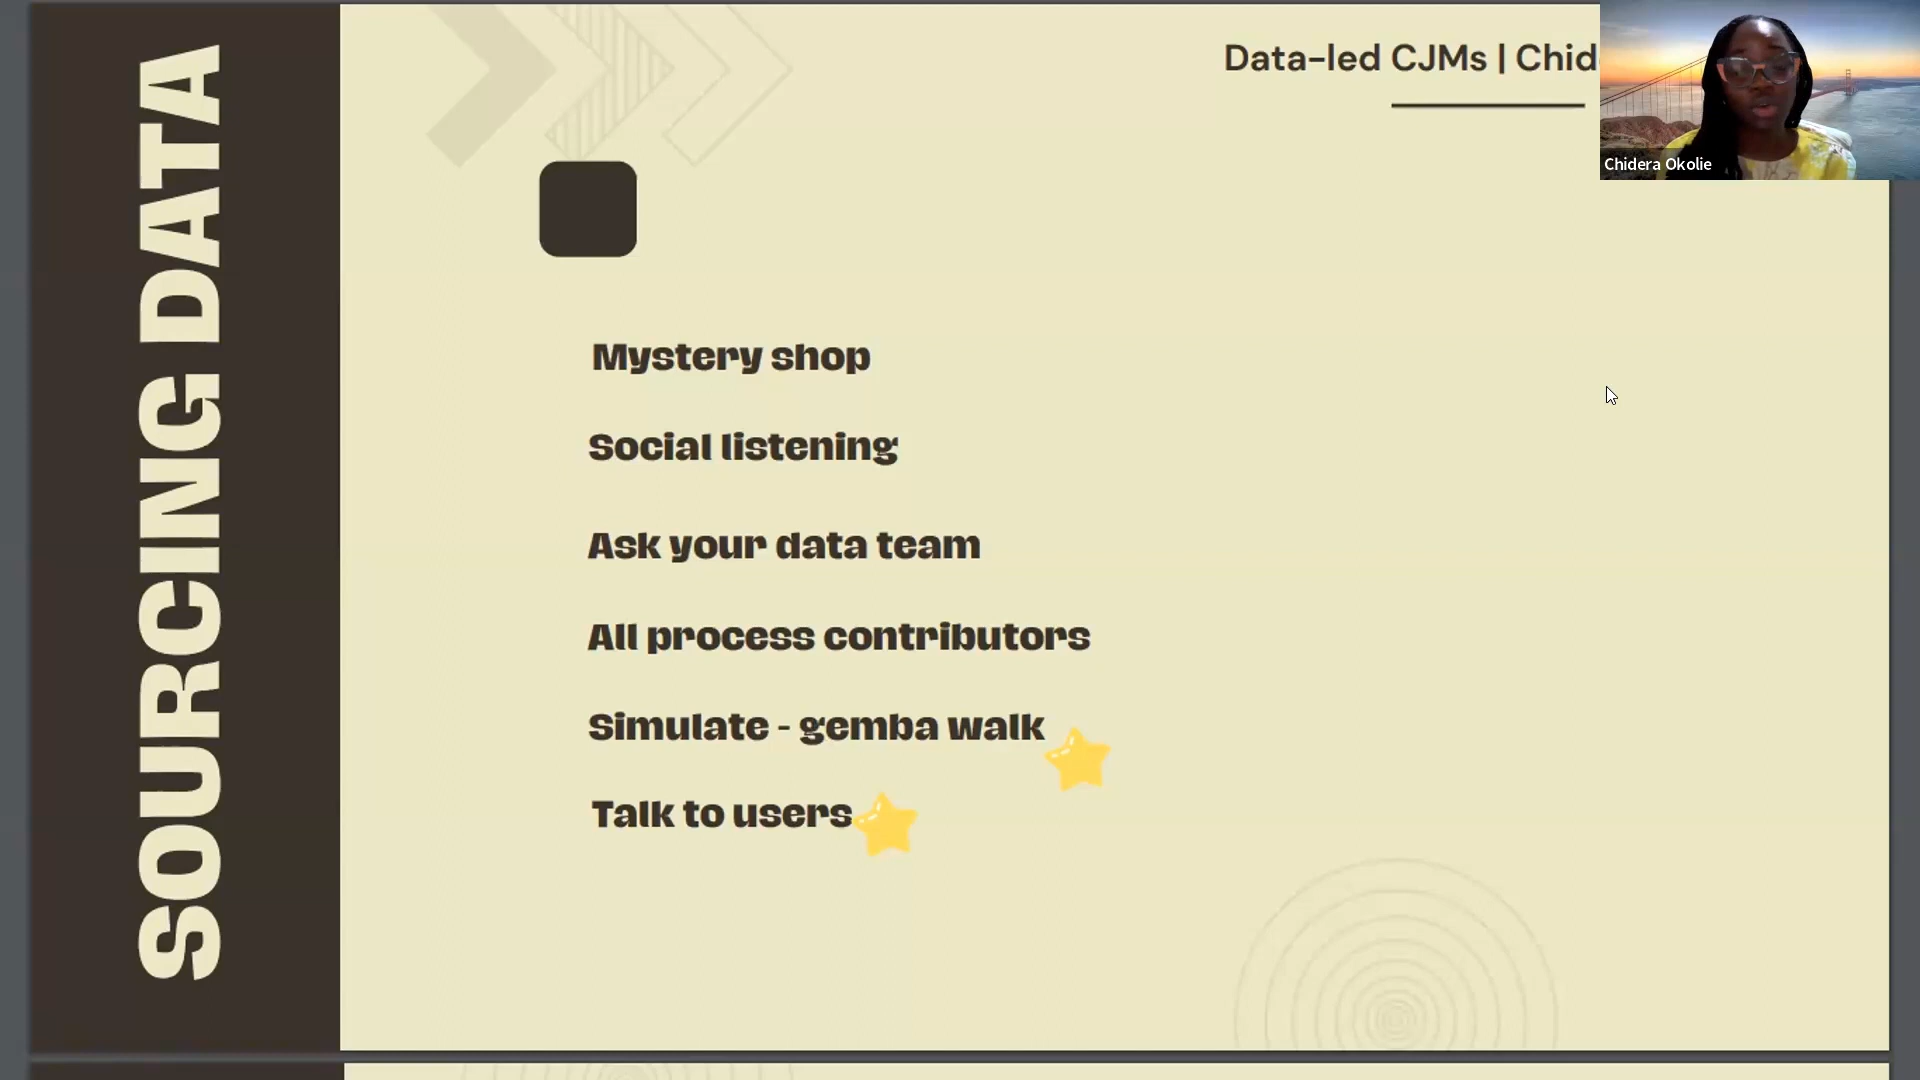 SOURCING DATA
Data-led CJMs | Chid
Chidera Okolie
Mystery shop
Social listening
Ask your data team
All process contributors
Simulate - gemba walk
Talk to users